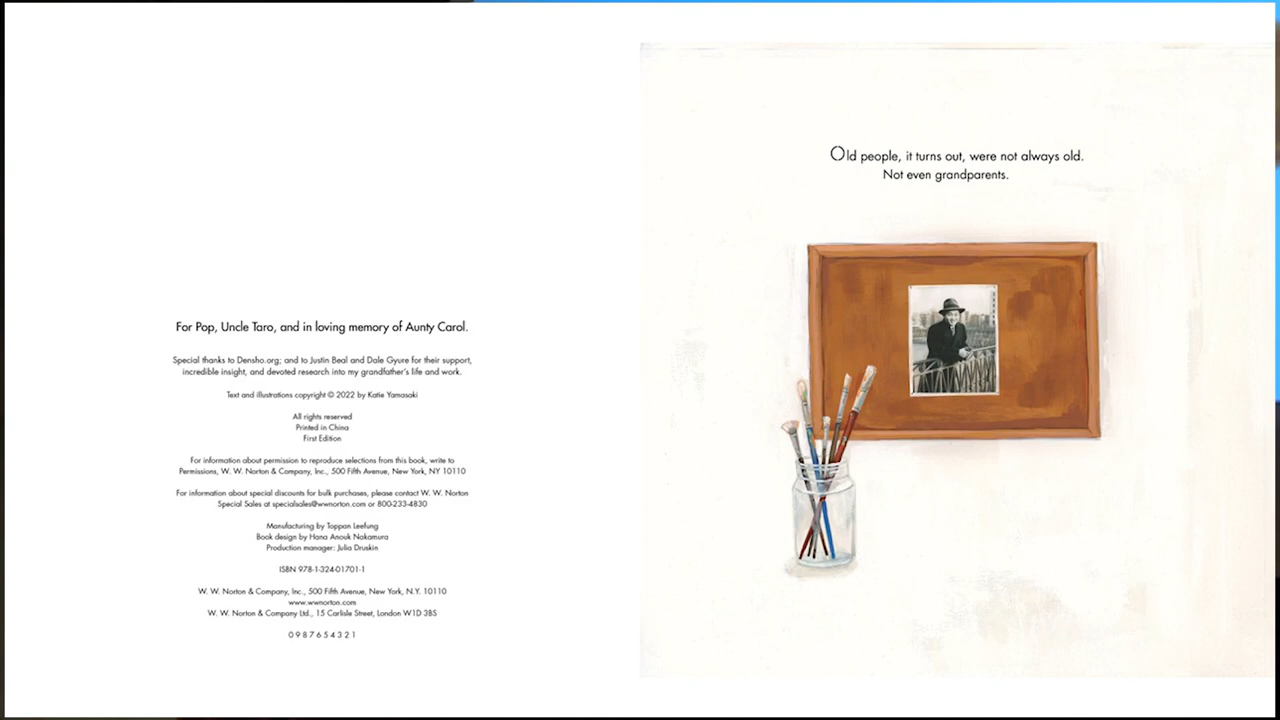 For Pop, Uncle Taro, and in loving memory of Aunty Carol.
Special thanks to Densho.org; and to Justin Beal and Dale Gyure for their support,
incredible insight, and devoted research into my grandfather's life and work.
Text and illustrations copyright © 2022 by Katie Yamasaki
All rights reserved
Printed in China
First Edition
For information about permission to reproduce selections from this book, write to
Permissions, W. W. Norton & Company, Inc., 500 Fifth Avenue, New York, NY 10110
For information about special discounts for bulk purchases, please contact W. W. Norton
Special Sales at specialsales@wwnorton.com or 800-233-4830
Manufacturing by Toppan Leefung
Book design by Hana Anouk Nakamura
Production manager: Julia Druskin
ISBN 978-1-324-01701-1
W. W. Norton & Company, Inc., 500 Fifth Avenue, New York, N.Y. 10110
www.wwnorton.com
W. W. Norton & Company Ltd., 15 Carlisle Street, London W1D 3BS
0 9 8 7 6 5 4 3 2 1
Old people, it turns out, were not always old.
Not even grandparents.